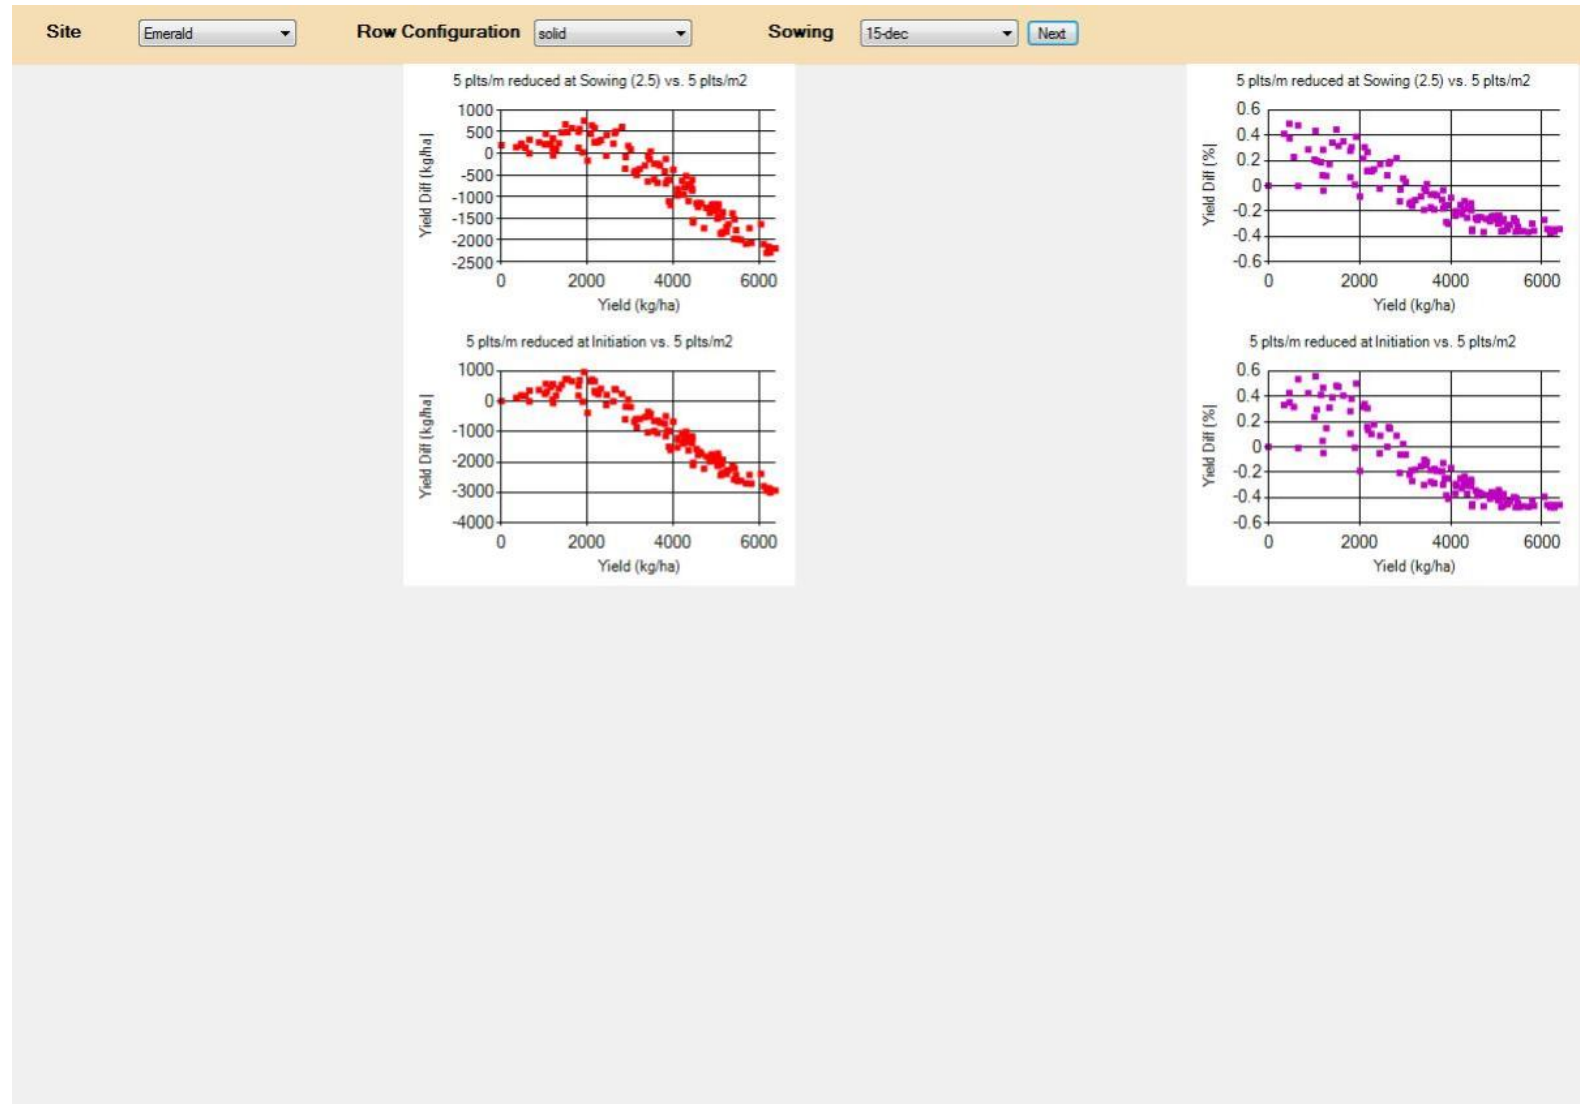 Site Emerald Row Configuration solid Sowing 15-dec Next
5 plts/m reduced at Sowing (2.5) vs. 5 plts/m2
1000
500
0
-500
-1000
-1500
-2000
-2500
Yield Diff (kg/ha)
0 2000 4000 6000
Yield (kg/ha)
5 plts/m reduced at Sowing (2.5) vs. 5 plts/m2
0.6
0.4
0.2
0
-0.2
-0.4
-0.6
Yield Diff (%)
0 2000 4000 6000
Yield (kg/ha)
5 plts/m reduced at Initiation vs. 5 plts/m2
1000
0
-1000
-2000
-3000
-4000
Yield Diff (kg/ha)
0 2000 4000 6000
Yield (kg/ha)
5 plts/m reduced at Initiation vs. 5 plts/m2
0.6
0.4
0.2
0
-0.2
-0.4
-0.6
Yield Diff (%)
0 2000 4000 6000
Yield (kg/ha)